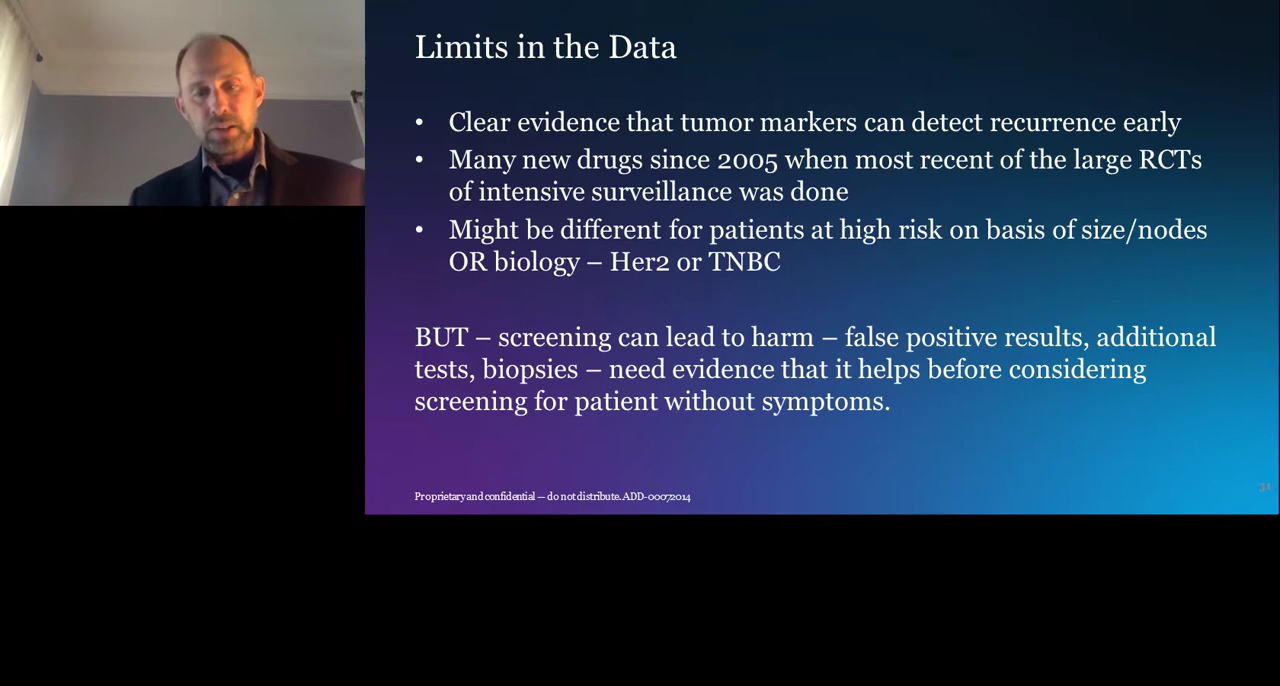 Limits in the Data
• Clear evidence that tumor markers can detect recurrence early
• Many new drugs since 2005 when most recent of the large RCTs
of intensive surveillance was done
• Might be different for patients at high risk on basis of size/nodes
OR biology – Her2 or TNBC
BUT – screening can lead to harm – false positive results, additional
tests, biopsies – need evidence that it helps before considering
screening for patient without symptoms.
Proprietary and confidential — do not distribute. ADD-00072014
31